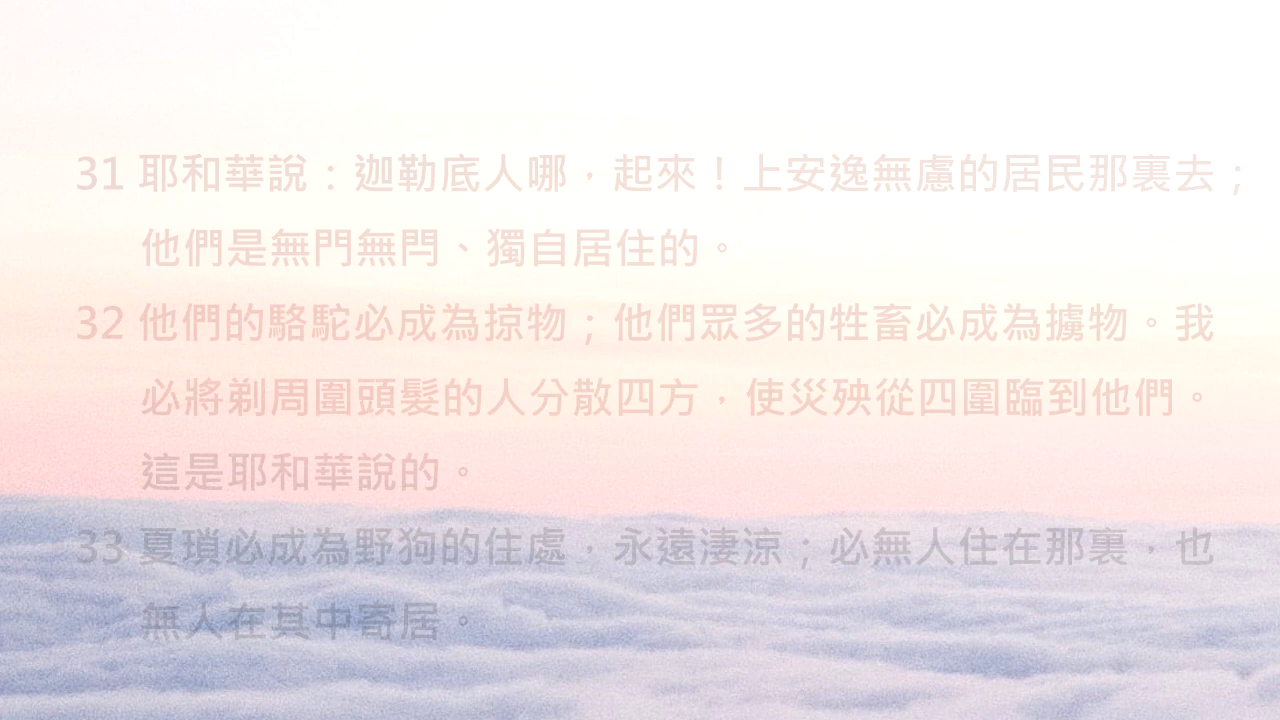 31 耶和華說：迦勒底人哪，起來！上安逸無慮的居民那裏去；
他們是無門無閂、獨自居住的。
32 他們的駱駝必成為掠物；他們眾多的牲畜必成為擄物。我
必將剃周圍頭髮的人分散四方，使災殃從四圍臨到他們。
這是耶和華說的。
33 夏瑣必成為野狗的住處，永遠淒涼；必無人住在那裏，也
無人在其中寄居。